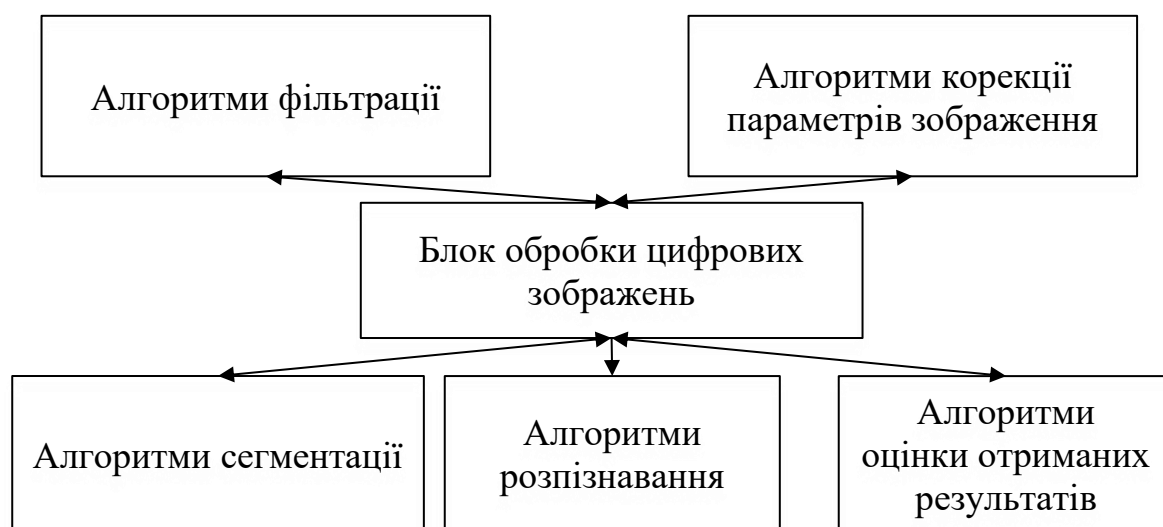 Алгоритми фільтрації
Алгоритми корекції
параметрів зображення
Блок обробки цифрових
зображень
Алгоритми сегментації
Алгоритми
розпізнавання
Алгоритми
оцінки отриманих
результатів